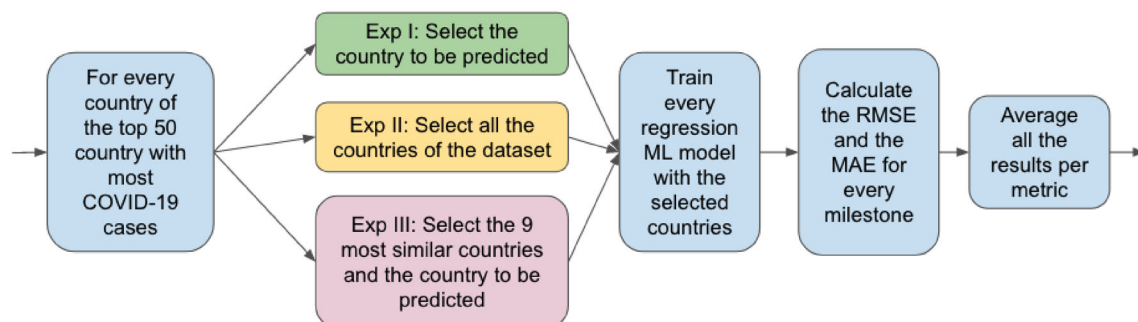 For every
country of
the top 50
country with
most
COVID-19
cases
Exp I: Select the
country to be predicted
Exp II: Select all the
countries of the dataset
Exp III: Select the 9
most similar countries
and the country to be
predicted
Train
every
regression
ML model
with the
selected
countries
Calculate
the RMSE
and the
MAE for
every
milestone
Average
all the
results per
metric